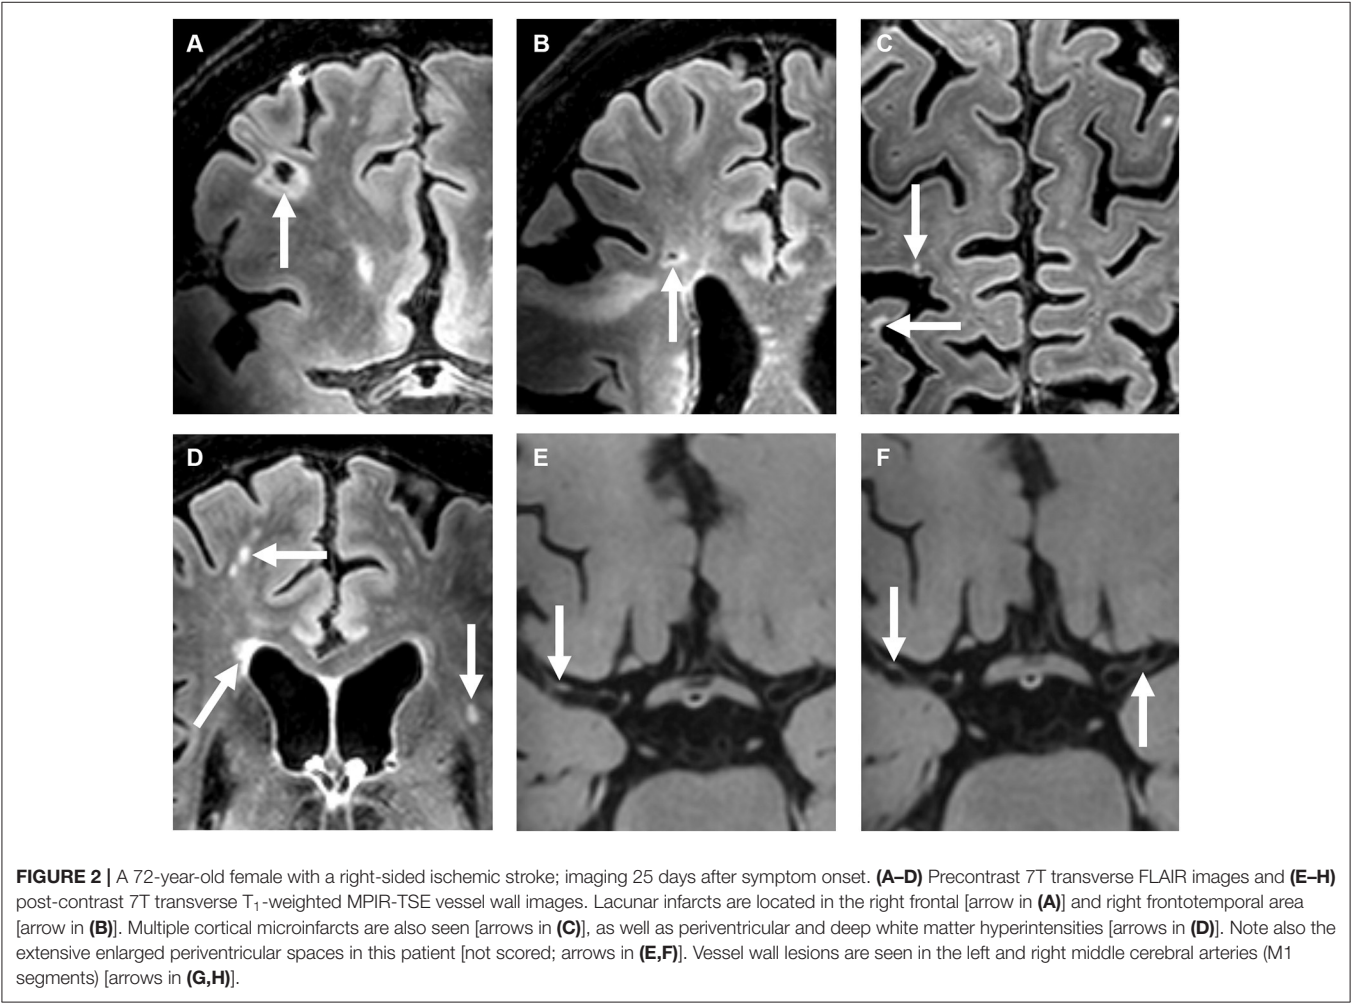 A
B
C
D
E
F
FIGURE 2 | A 72-year-old female with a right-sided ischemic stroke; imaging 25 days after symptom onset. (A–D) Precontrast 7T transverse FLAIR images and (E–H)
post-contrast 7T transverse T1-weighted MPIR-TSE vessel wall images. Lacunar infarcts are located in the right frontal [arrow in (A)] and right frontotemporal area
[arrow in (B)]. Multiple cortical microinfarcts are also seen [arrows in (C)], as well as periventricular and deep white matter hyperintensities [arrows in (D)]. Note also the
extensive enlarged periventricular spaces in this patient [not scored; arrows in (E,F)]. Vessel wall lesions are seen in the left and right middle cerebral arteries (M1
segments) [arrows in (G,H)].